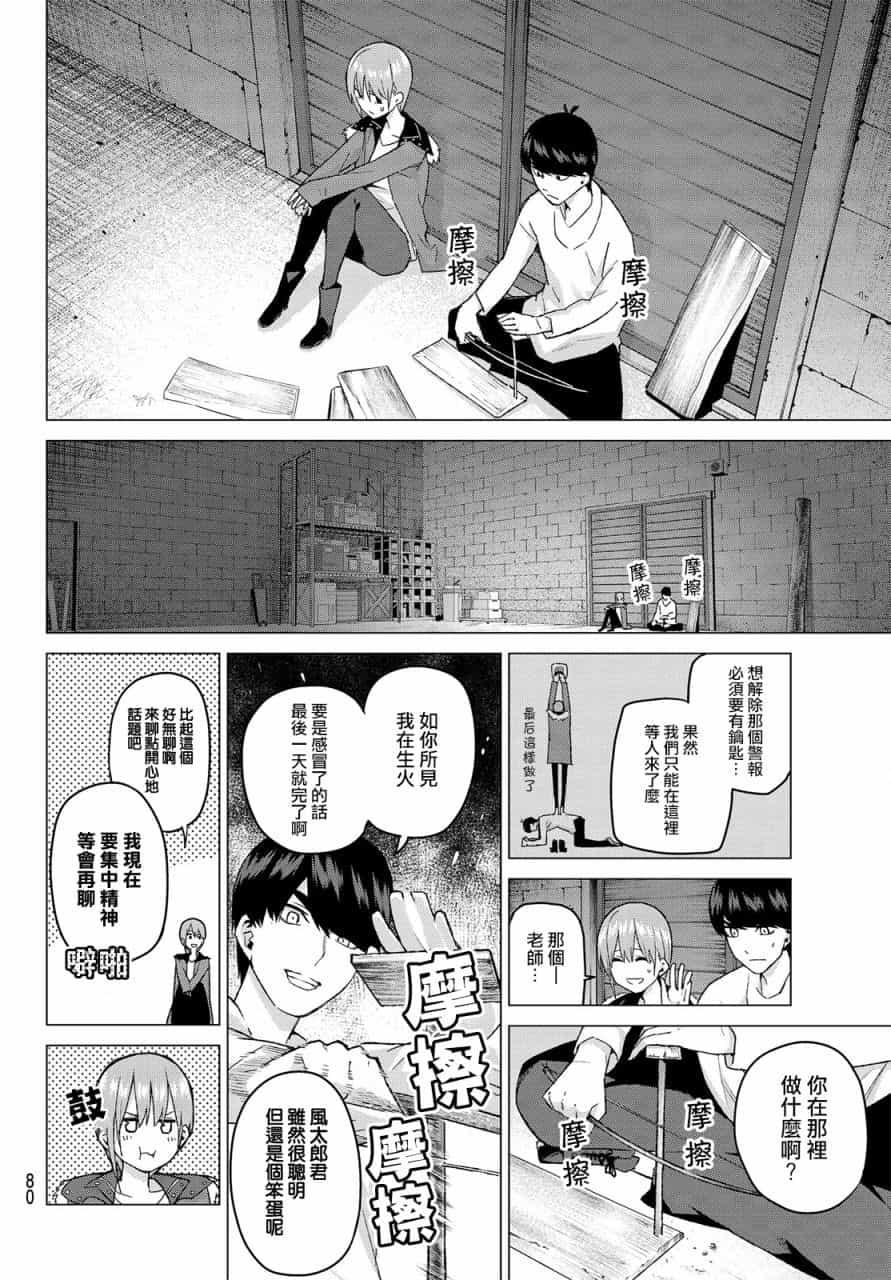 摩擦
摩擦
摩擦
摩擦
想解除那個警報
必須要有鑰匙…
果然
我們只能在這裡
等人來了麼
最后這樣做了
那個—
老師…
你在那裡
做什麼啊?
摩擦
摩擦
如你所見
我在生火
要是感冒了的話
最後一天就完了啊
摩擦
摩擦
風太郎君
雖然很聰明
但還是個笨蛋呢
比起這個
好無聊啊
來聊點開心地
話題吧
我現在
要集中精神
等會再聊
噼啪
鼓
80